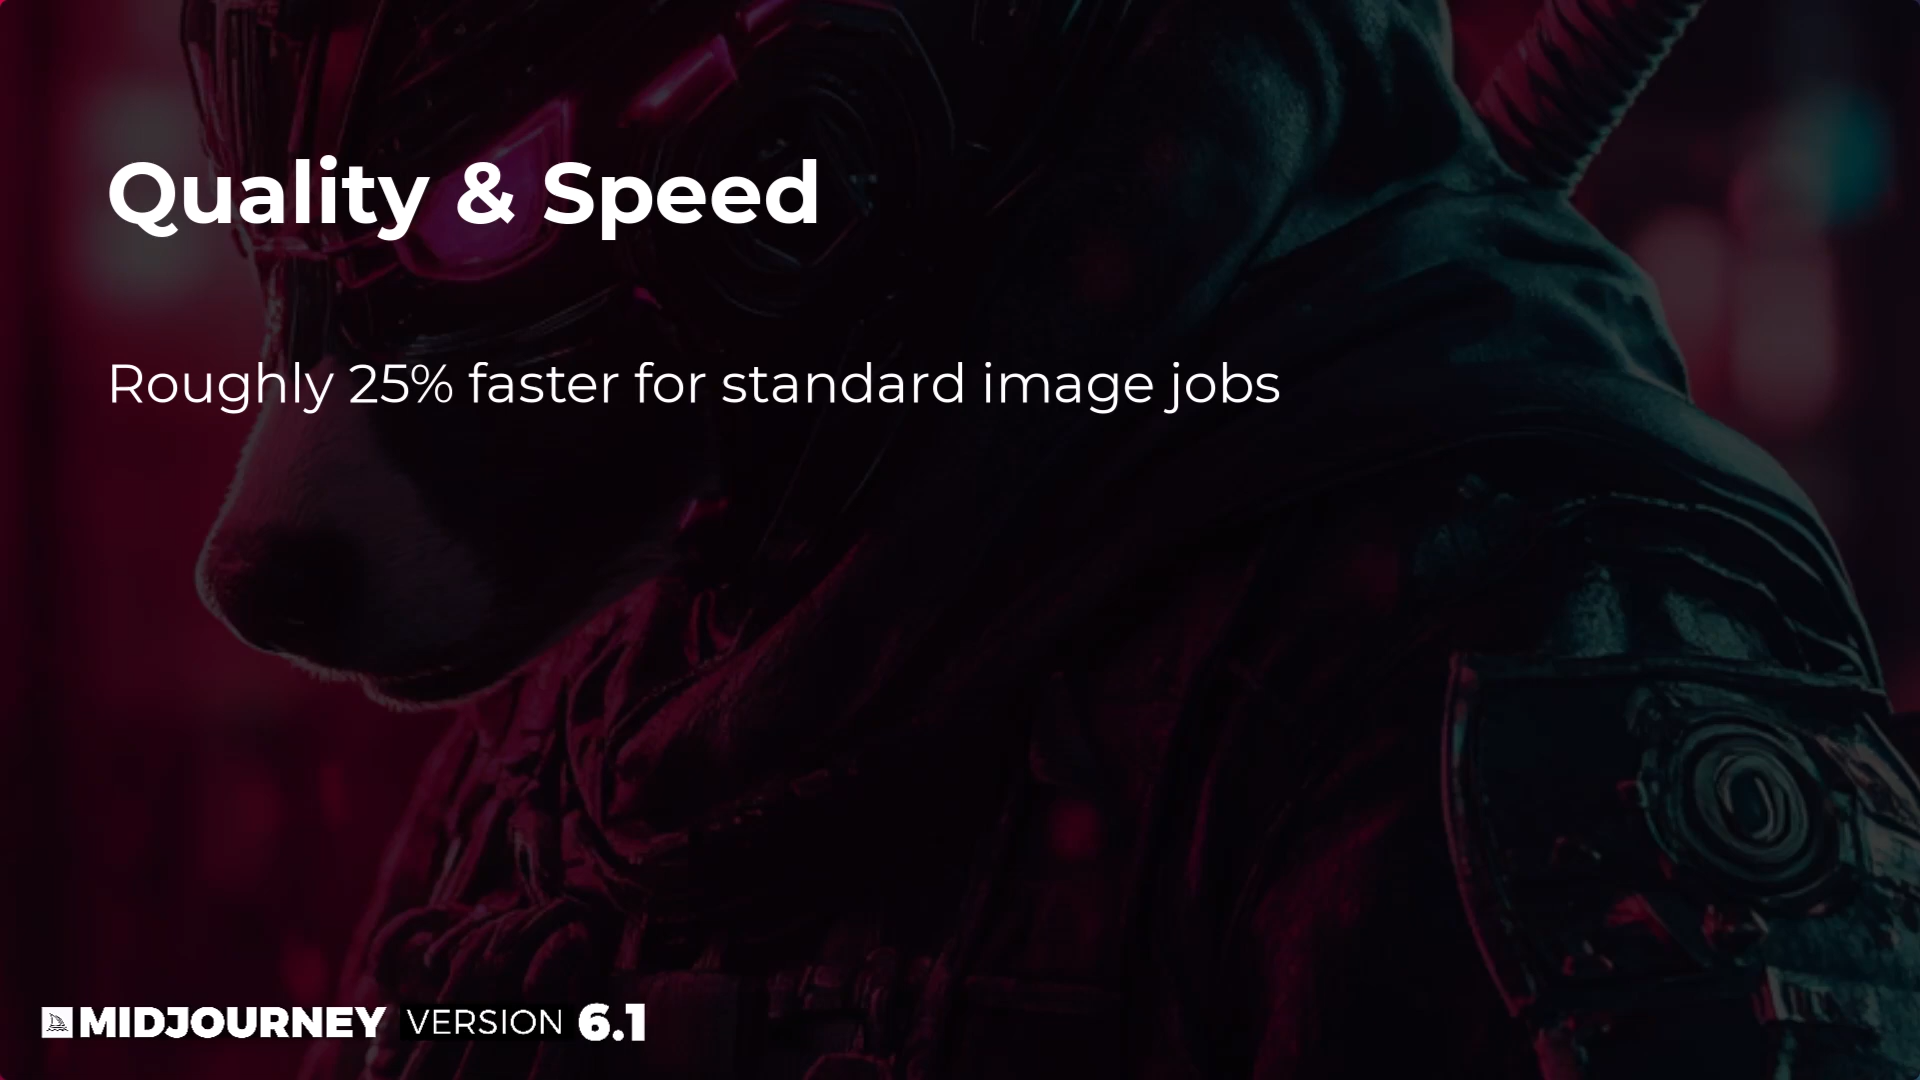 Quality & Speed
Roughly 25% faster for standard image jobs
MIDJOURNEY VERSION 6.1